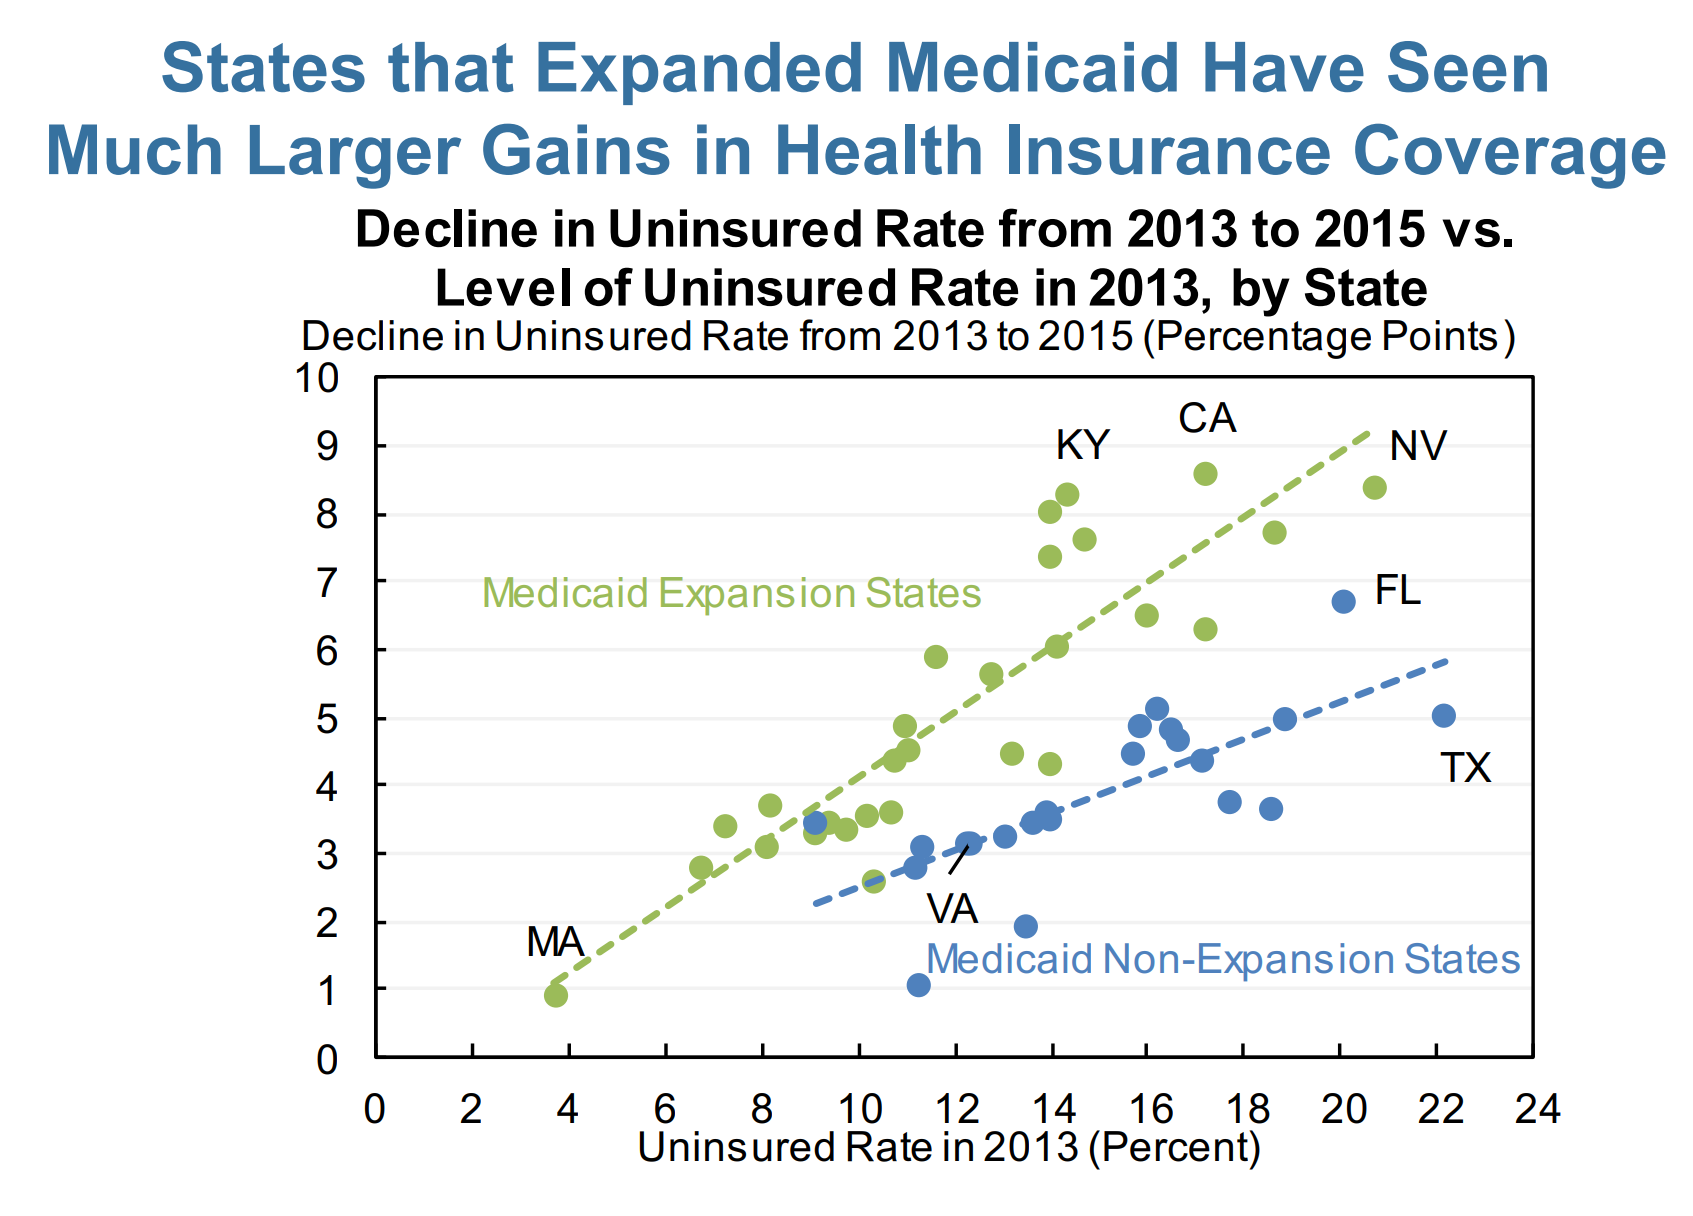 States that Expanded Medicaid Have Seen
Much Larger Gains in Health Insurance Coverage
Decline in Uninsured Rate from 2013 to 2015 vs.
Level of Uninsured Rate in 2013, by State
Decline in Uninsured Rate from 2013 to 2015 (Percentage Points)
10
9
8
7
6
5
4
3
2
1
0
KY
CA
NV
Medicaid Expansion States
FL
TX
VA
MA
Medicaid Non-Expansion States
0 2 4 6 8 10 12 14 16 18 20 22 24
Uninsured Rate in 2013 (Percent)